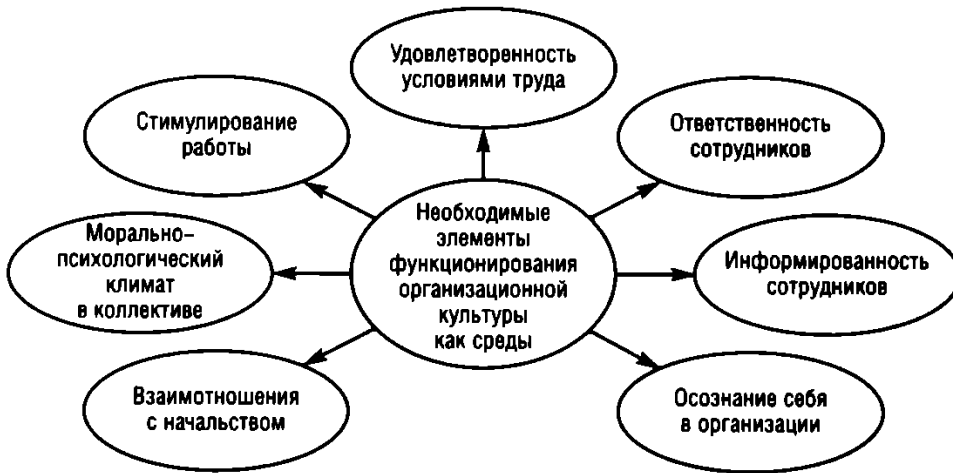 Удовлетворенность
условиями труда
Стимулирование
работы
Ответственность
сотрудников
Необходимые
элементы
функционирования
организационной
культуры
как среды
Морально-
психологический
климат
в коллективе
Информированность
сотрудников
Взаимотношения
с начальством
Осознание себя
в организации